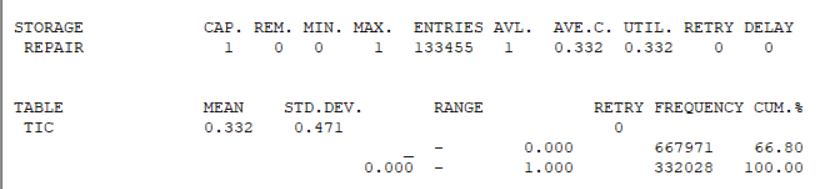 STORAGE CAP. REM. MIN. MAX. ENTRIES AVL. AVE.C. UTIL. RETRY DELAY
REPAIR 1 0 0 1 133455 1 0.332 0.332 0 0
TABLE MEAN STD.DEV. RANGE RETRY FREQUENCY CUM.%
TIC 0.332 0.471 0
_ - 0.000 667971 66.80
0.000 - 1.000 332028 100.00